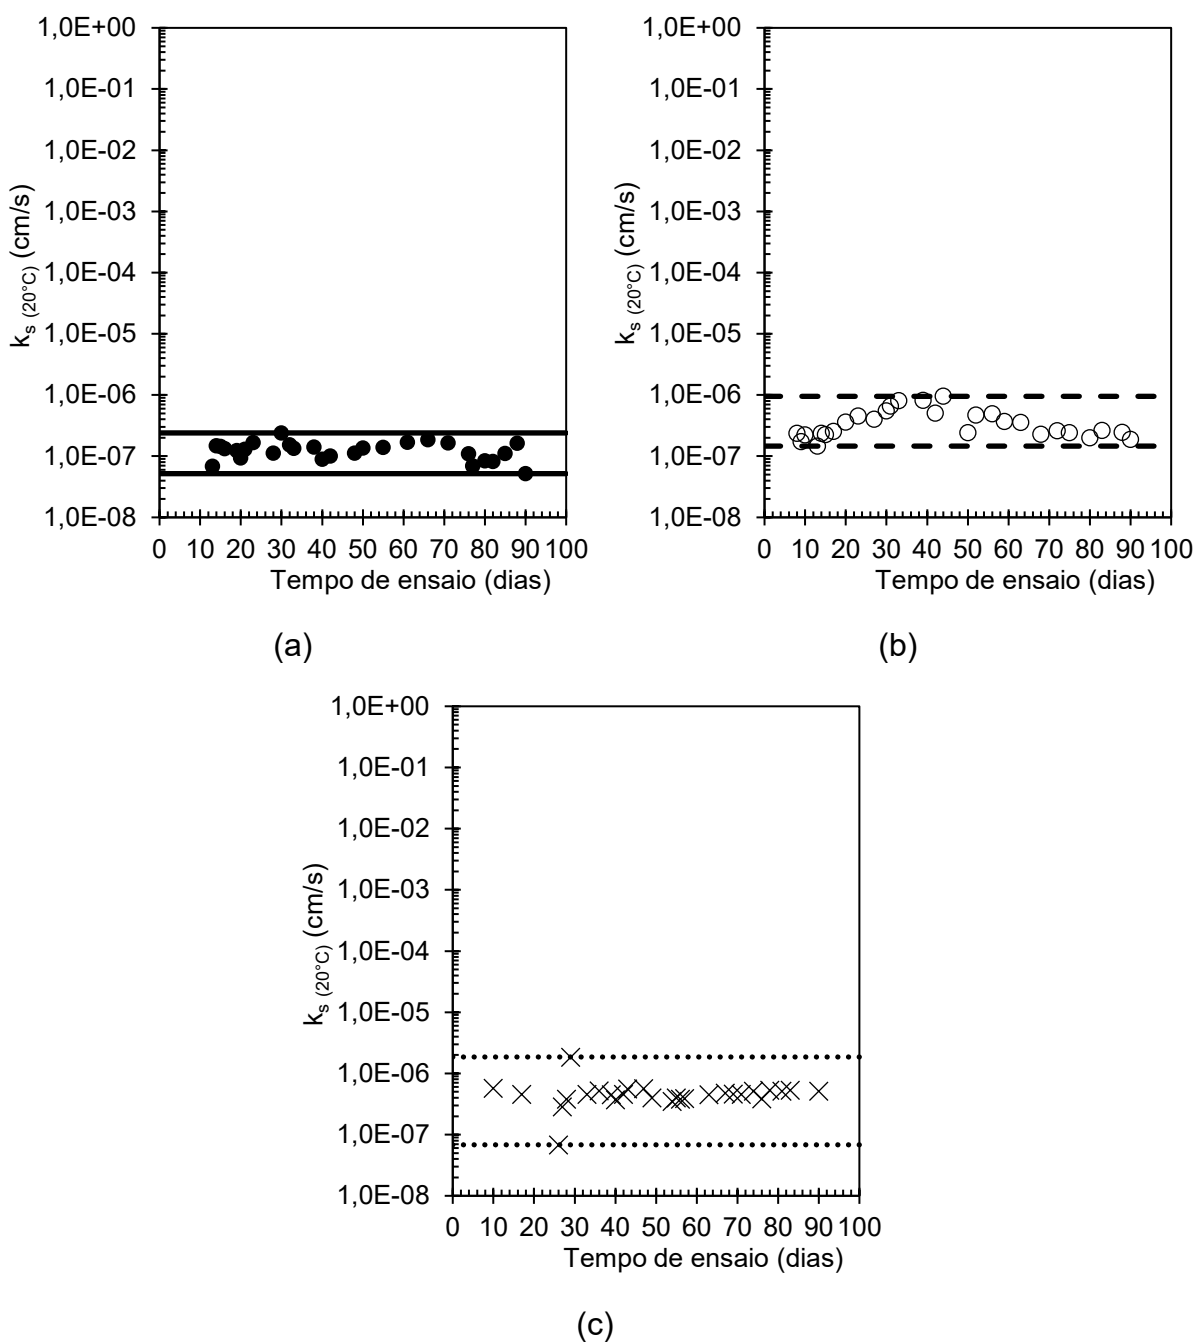 1,0E+00
1,0E-01
1,0E-02
1,0E-03
1,0E-04
1,0E-05
1,0E-06
1,0E-07
1,0E-08
ks (20°C) (cm/s)
0 10 20 30 40 50 60 70 80 90 100
Tempo de ensaio (dias)
(a)
1,0E+00
1,0E-01
1,0E-02
1,0E-03
1,0E-04
1,0E-05
1,0E-06
1,0E-07
1,0E-08
ks (20°C) (cm/s)
0 10 20 30 40 50 60 70 80 90 100
Tempo de ensaio (dias)
(b)
1,0E+00
1,0E-01
1,0E-02
1,0E-03
1,0E-04
1,0E-05
1,0E-06
1,0E-07
1,0E-08
ks (20°C) (cm/s)
0 10 20 30 40 50 60 70 80 90 100
Tempo de ensaio (dias)
(c)